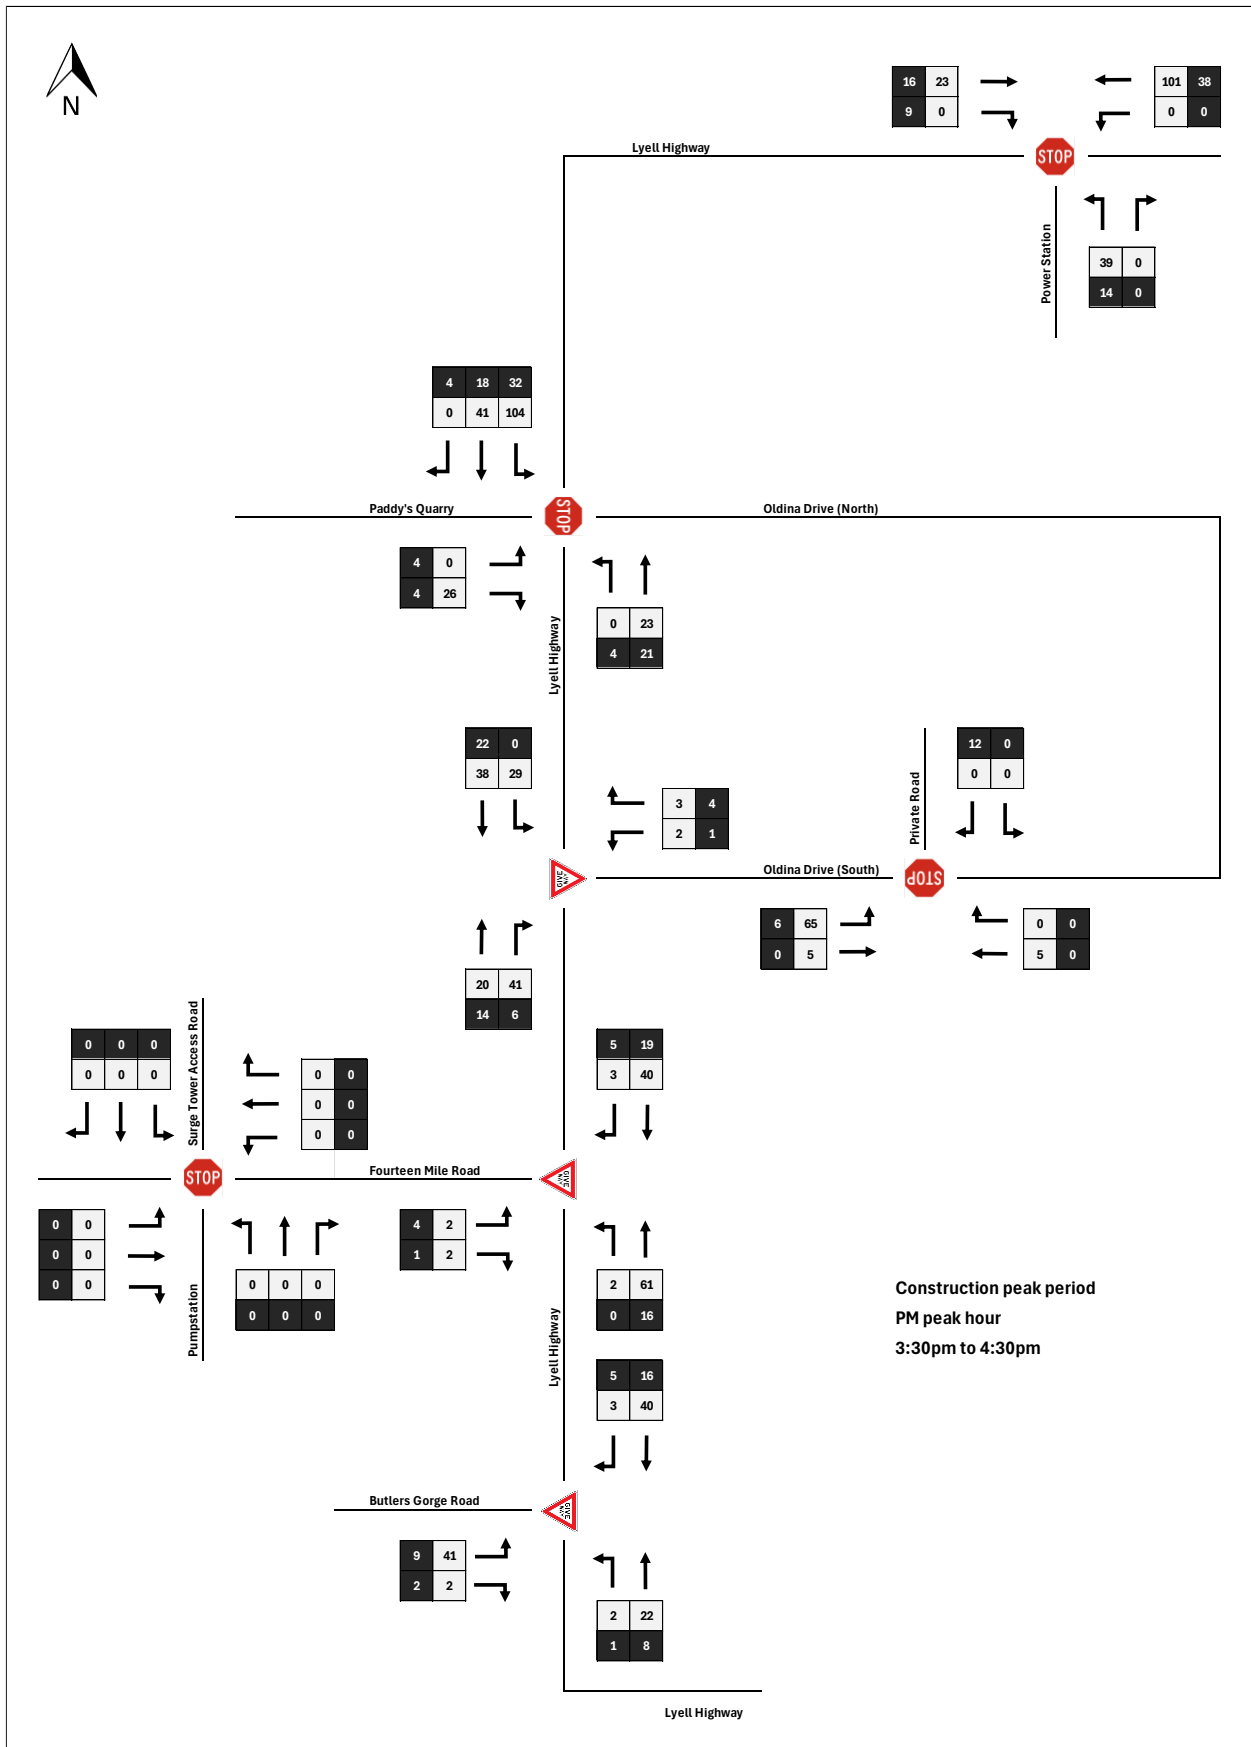 N
16 23
9 0
101 38
0 0
Lyell Highway
STOP
Power Station
39 0
14 0
4 18 32
0 41 104
Paddy's Quarry
STOP
Oldina Drive (North)
4 0
4 26
Lyell Highway
0 23
4 21
22 0
38 29
3 4
2 1
Private Road
12 0
0 0
GIVE WAY
Oldina Drive (South)
STOP
6 65
0 5
0 0
5 0
20 41
14 6
Surge Tower Access Road
0 0 0
0 0 0
0 0
0 0
0 0
5 19
3 40
STOP
Fourteen Mile Road
GIVE WAY
0 0
0 0
0 0
Pumpstation
0 0 0
0 0 0
4 2
1 2
2 61
0 16
Construction peak period
PM peak hour
3:30pm to 4:30pm
Lyell Highway
5 16
3 40
Butlers Gorge Road
GIVE WAY
9 41
2 2
2 22
1 8
Lyell Highway